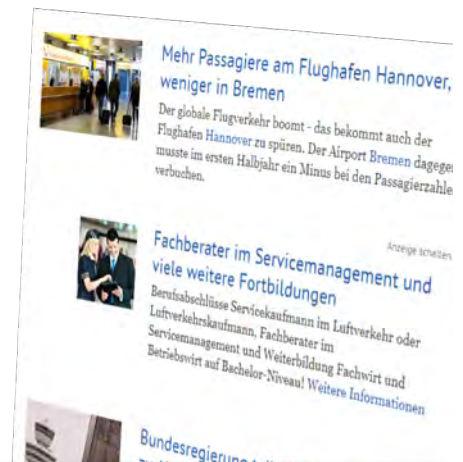 Mehr Passagiere am Flughafen Hannover,
weniger in Bremen
Der globale Flugverkehr boomt - das bekommt auch der
Flughafen Hannover zu spüren. Der Airport Bremen dagegen
musste im ersten Halbjahr ein Minus bei den Passagierzahlen
verbuchen.
Anzeige schalten
Fachberater im Servicemanagement und
viele weitere Fortbildungen
Berufsabschlüsse Servicekaufmann im Luftverkehr oder
Luftverkehrskaufmann, Fachberater im
Servicemanagement und Weiterbildung Fachwirt und
Betriebswirt auf Bachelor-Niveau! Weitere Informationen
Bundesregierung